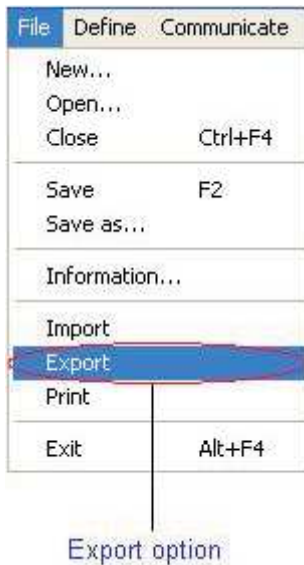 File Define Communicate
New...
Open...
Close Ctrl+F4
Save F2
Save as...
Information...
Import
Export
Print
Exit Alt+F4
Export option